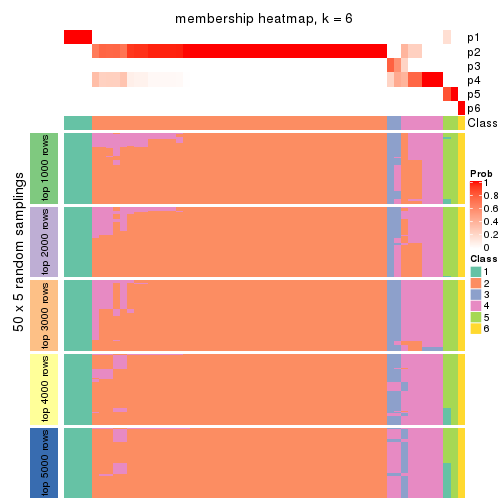 membership heatmap, k = 6
p1
p2
p3
p4
p5
p6
Class
50 x 5 random samplings
top 1000 rows
top 2000 rows
top 3000 rows
top 4000 rows
top 5000 rows
Prob
1
0.8
0.6
0.4
0.2
0
Class
1
2
3
4
5
6